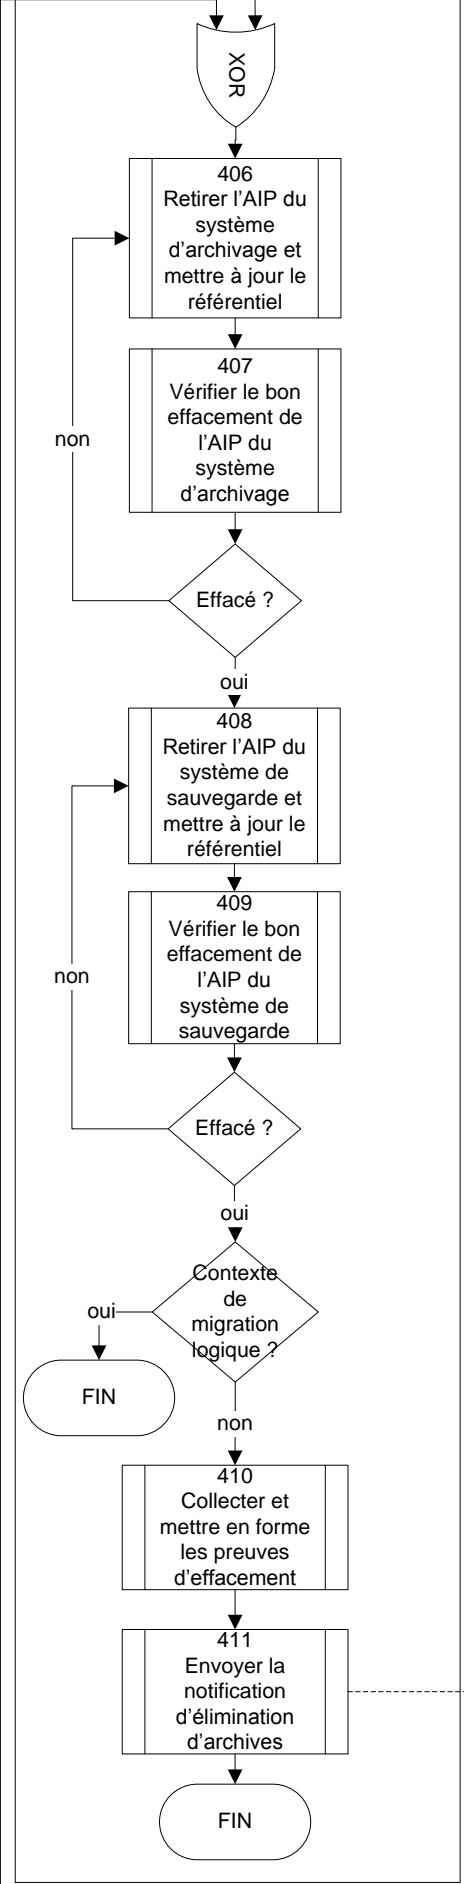 XOR
406
Retirer l’AIP du
système
d’archivage et
mettre à jour le
référentiel
407
Vérifier le bon
effacement de
l’AIP du
système
d’archivage
non
Effacé ?
oui
408
Retirer l’AIP du
système de
sauvegarde et
mettre à jour le
référentiel
409
Vérifier le bon
effacement de
l’AIP du
système de
sauvegarde
non
Effacé ?
oui
Contexte
de
migration
logique ?
oui
FIN
non
410
Collecter et
mettre en forme
les preuves
d’effacement
411
Envoyer la
notification
d’élimination
d’archives
FIN